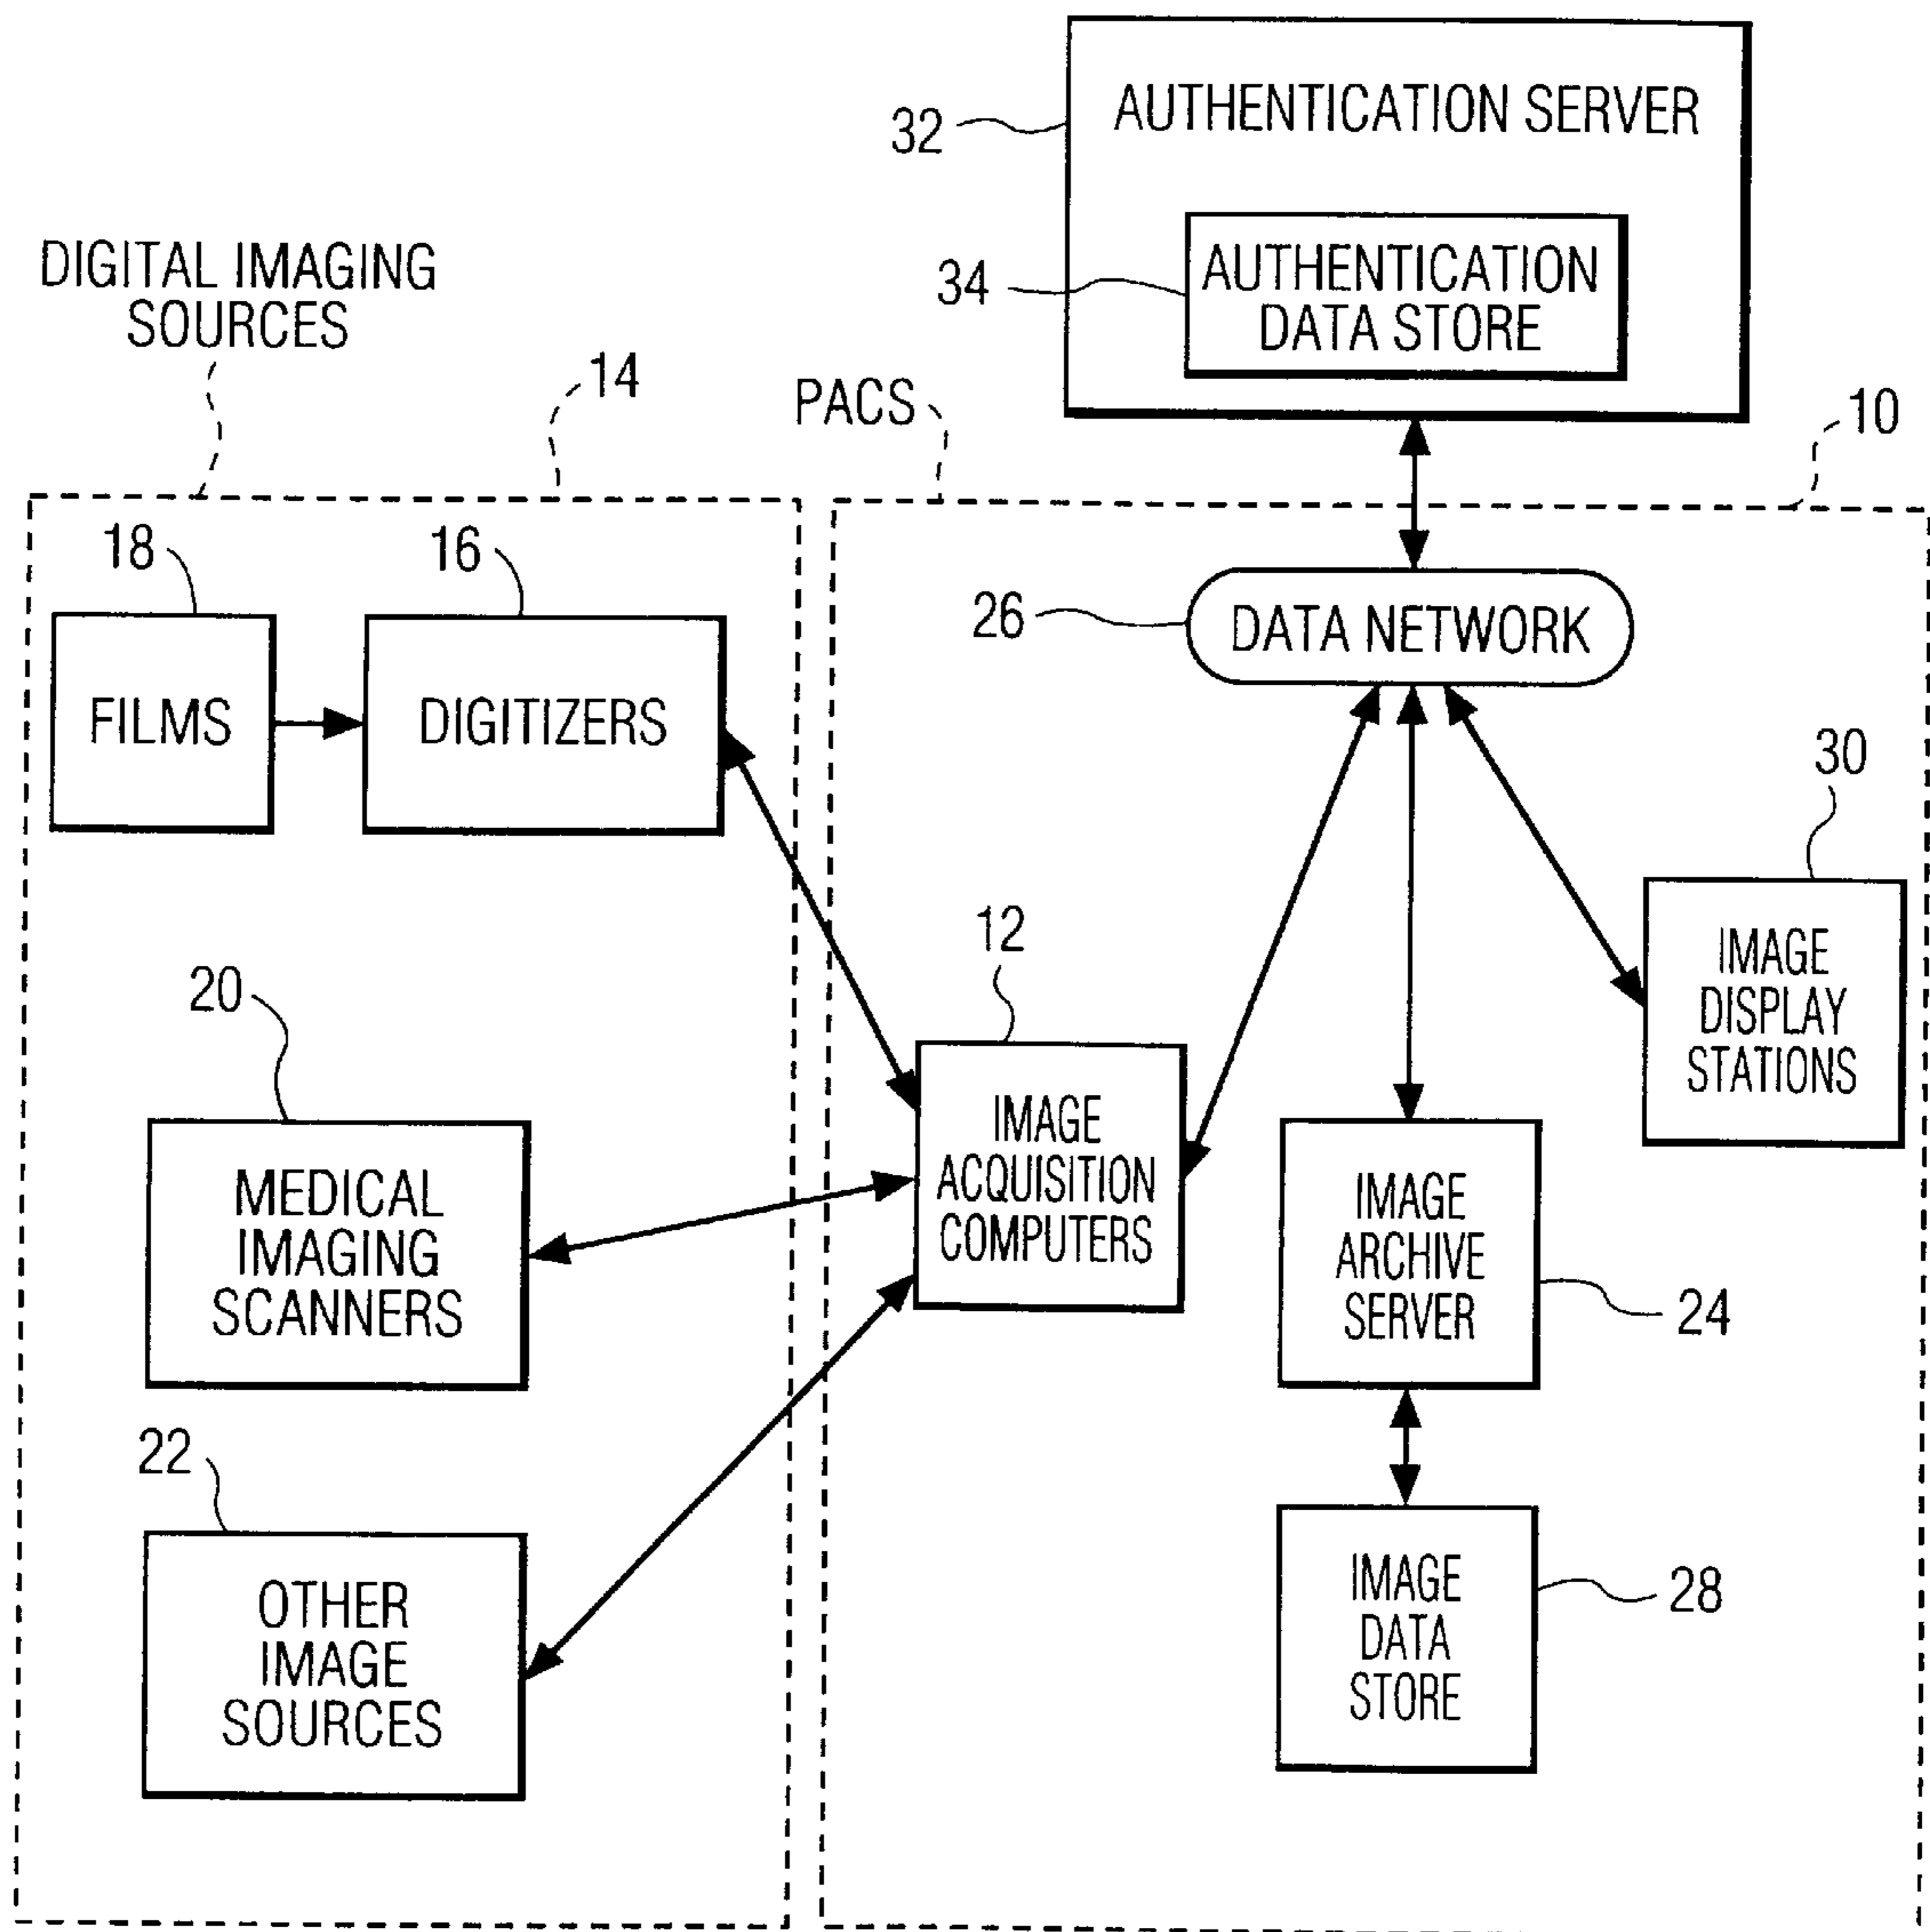 AUTHENTICATION SERVER
32
34
AUTHENTICATION
DATA STORE
DIGITAL IMAGING
SOURCES
14
PACS
10
18
16
26
DATA NETWORK
FILMS
DIGITIZERS
30
12
IMAGE
DISPLAY
STATIONS
20
IMAGE
ACQUISITION
COMPUTERS
MEDICAL
IMAGING
SCANNERS
IMAGE
ARCHIVE
SERVER
24
22
OTHER
IMAGE
SOURCES
IMAGE
DATA
STORE
28